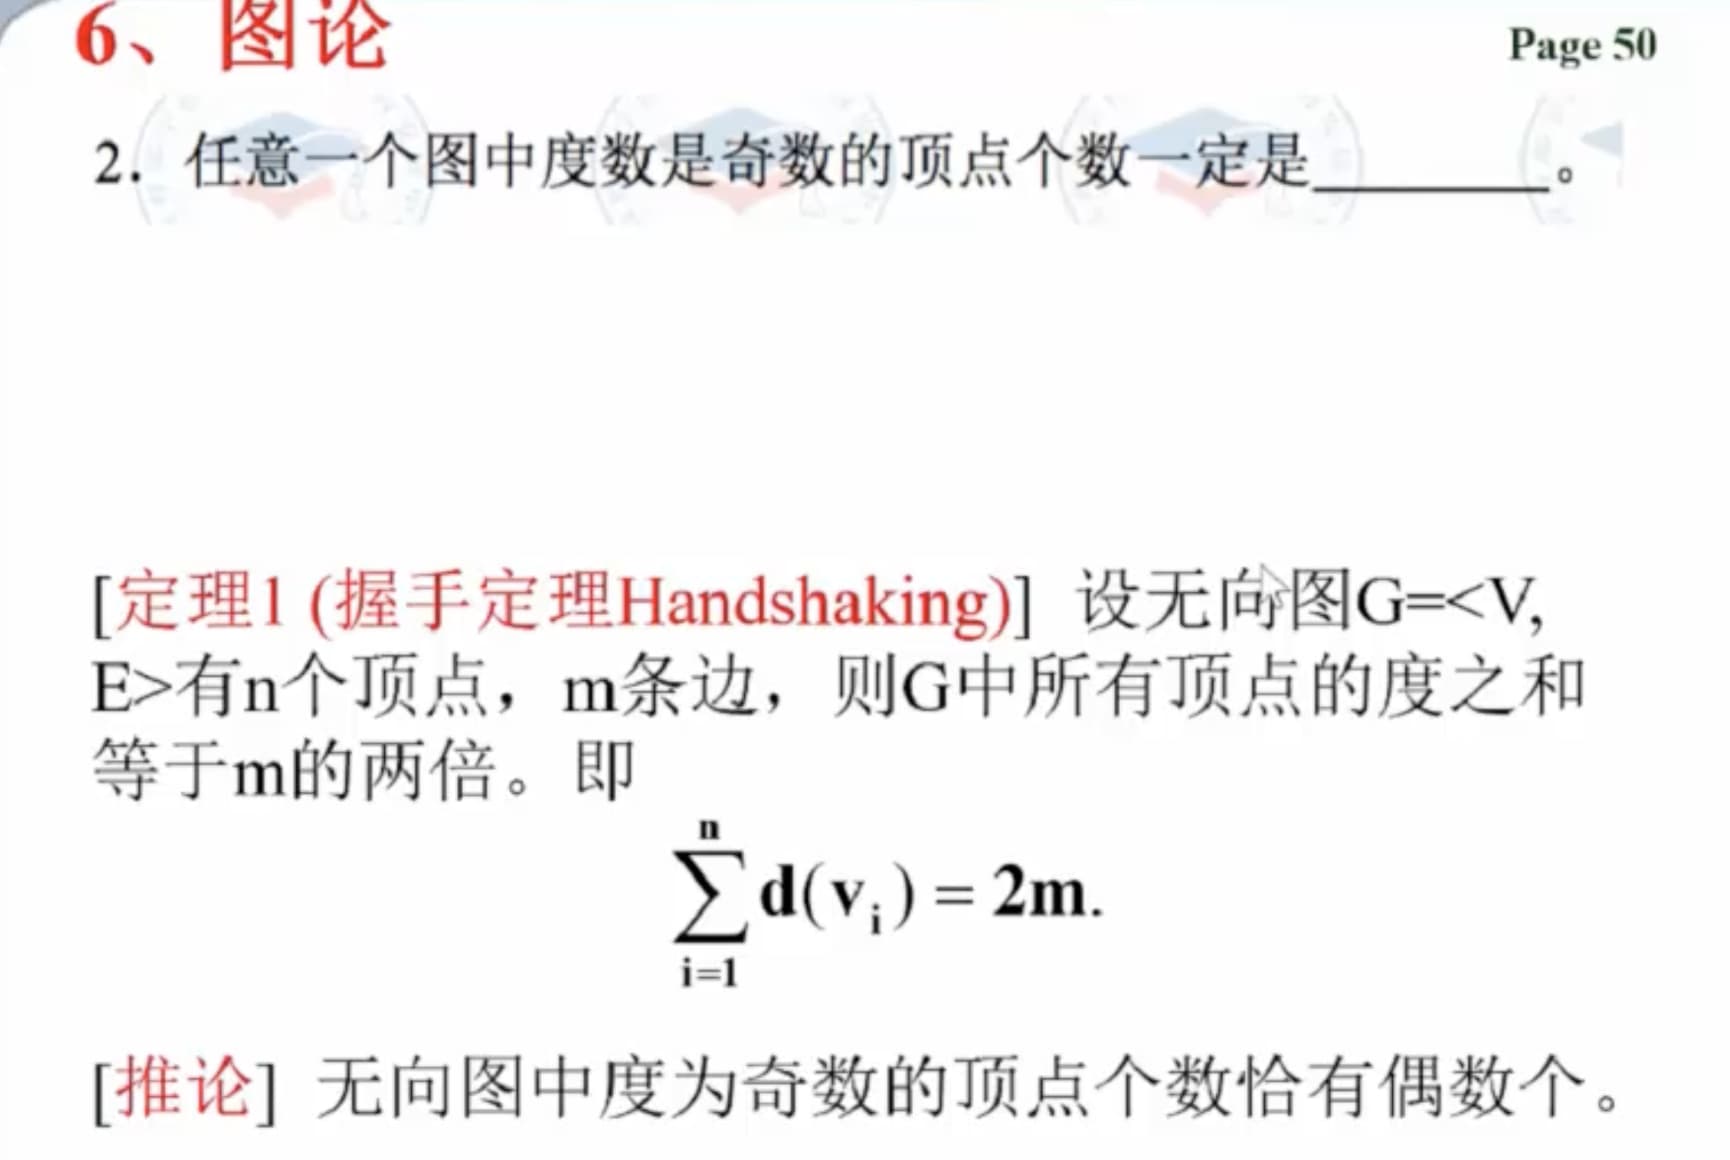 6、图论
Page 50
2. 任意一个图中度数是奇数的顶点个数一定是________。
[定理1 (握手定理Handshaking)] 设无向图G=<V,
E>有n个顶点，m条边，则G中所有顶点的度之和
等于m的两倍。即
n
∑ d(vᵢ) = 2m.
i=1
[推论] 无向图中度为奇数的顶点个数恰有偶数个。